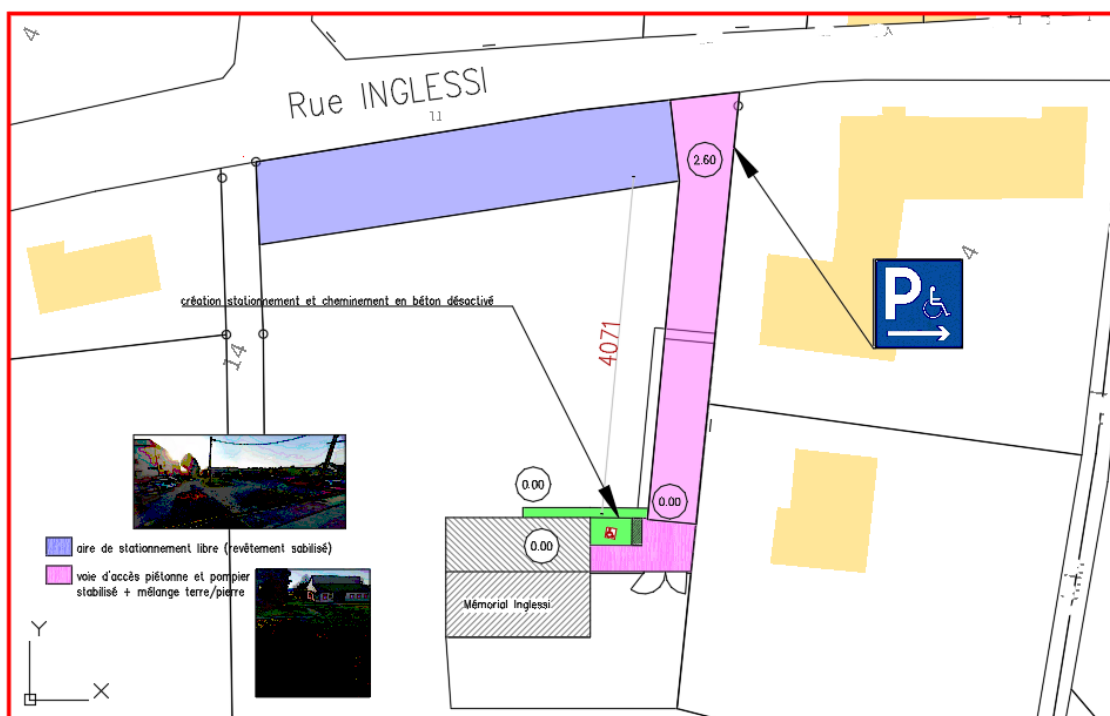 4
Rue INGLESSI
11
2.60
4
P
création stationnement et cheminement en béton désactivé
4071
14
0.00
0.00
0.00
aire de stationnement libre (revêtement sabilisé)
voie d'accès piétonne et pompier
stabilisé + mélange terre/pierre
Mémorial Inglessi
Y
X